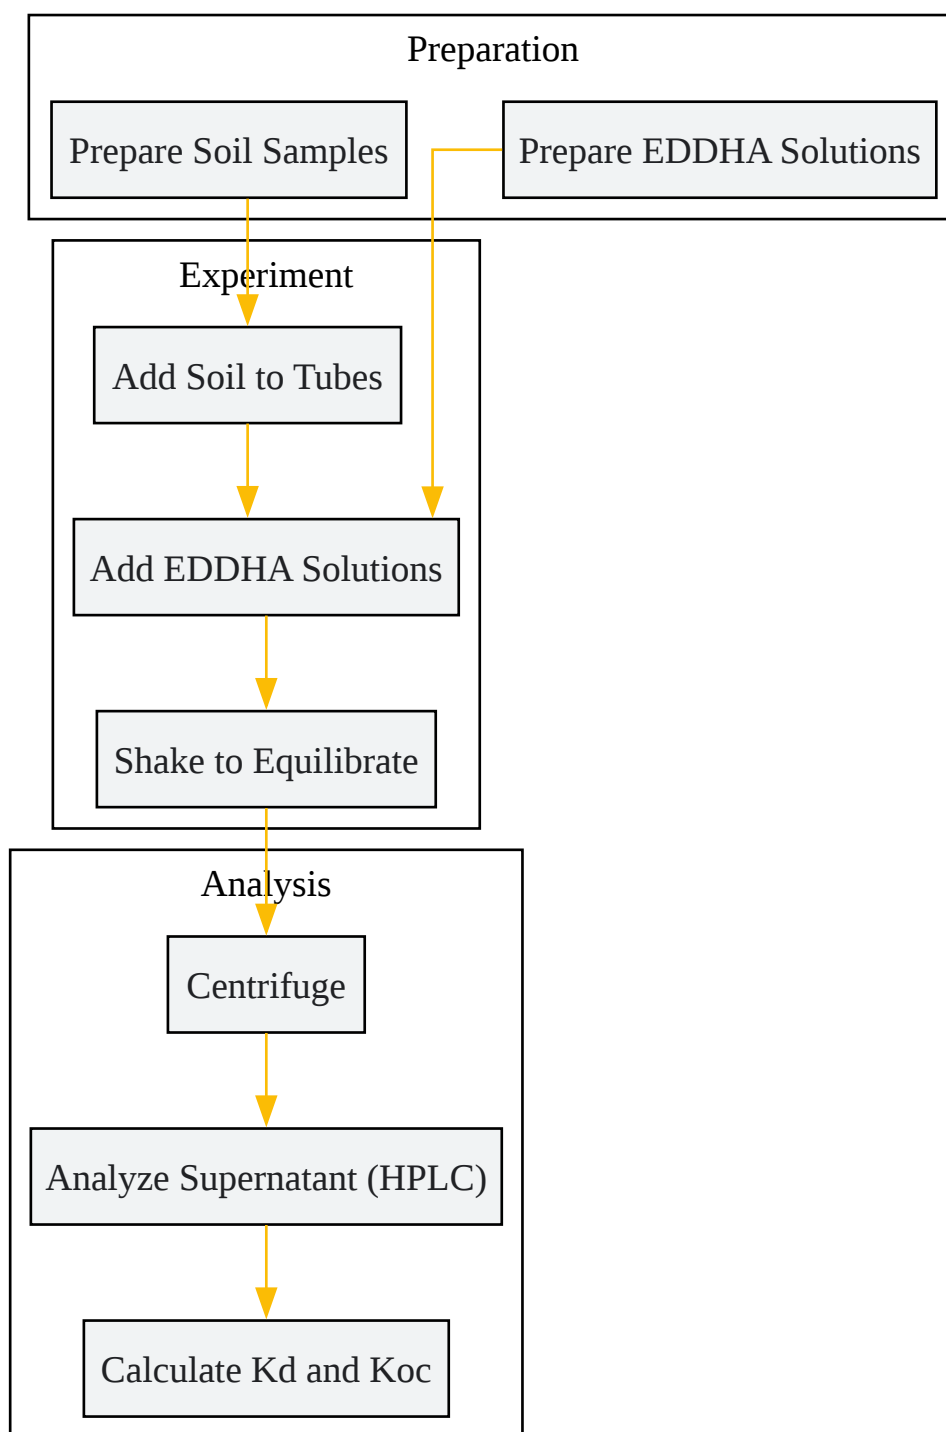 Preparation
Prepare Soil Samples
Prepare EDDHA Solutions
Experiment
Add Soil to Tubes
Add EDDHA Solutions
Shake to Equilibrate
Analysis
Centrifuge
Analyze Supernatant (HPLC)
Calculate Kd and Koc